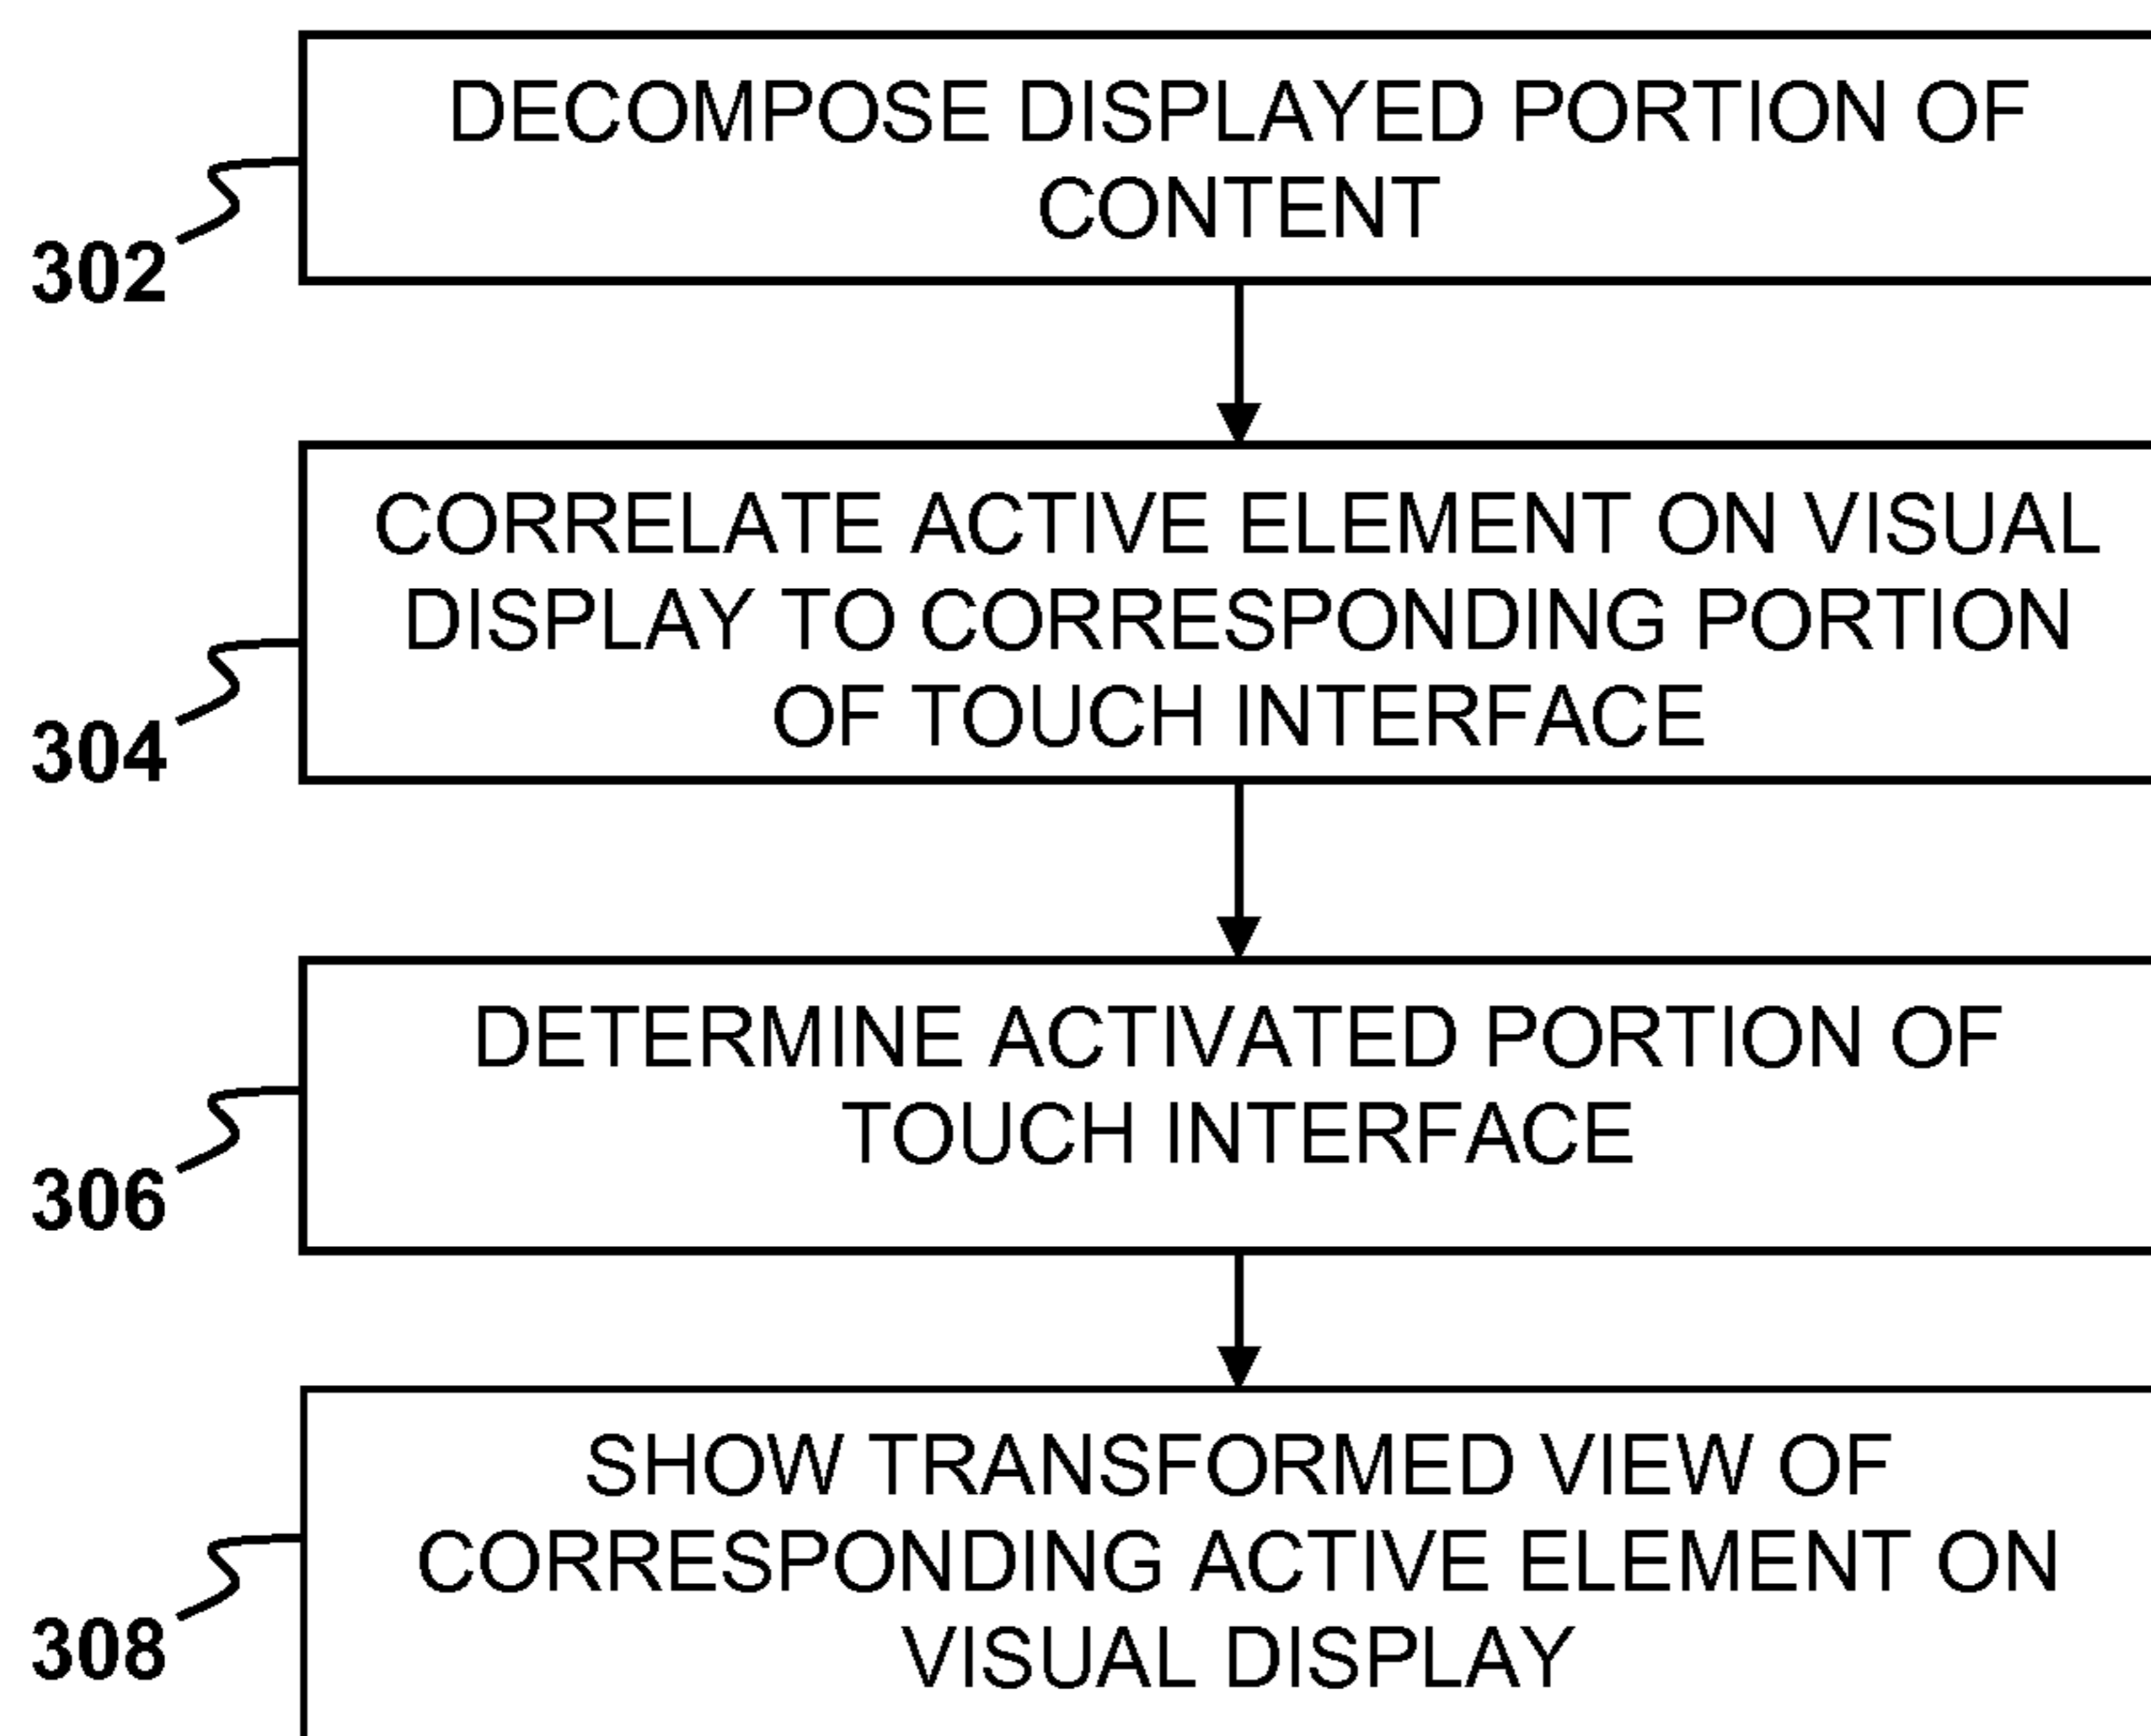 DECOMPOSE DISPLAYED PORTION OF
CONTENT
302
CORRELATE ACTIVE ELEMENT ON VISUAL
DISPLAY TO CORRESPONDING PORTION
OF TOUCH INTERFACE
304
DETERMINE ACTIVATED PORTION OF
TOUCH INTERFACE
306
SHOW TRANSFORMED VIEW OF
CORRESPONDING ACTIVE ELEMENT ON
VISUAL DISPLAY
308